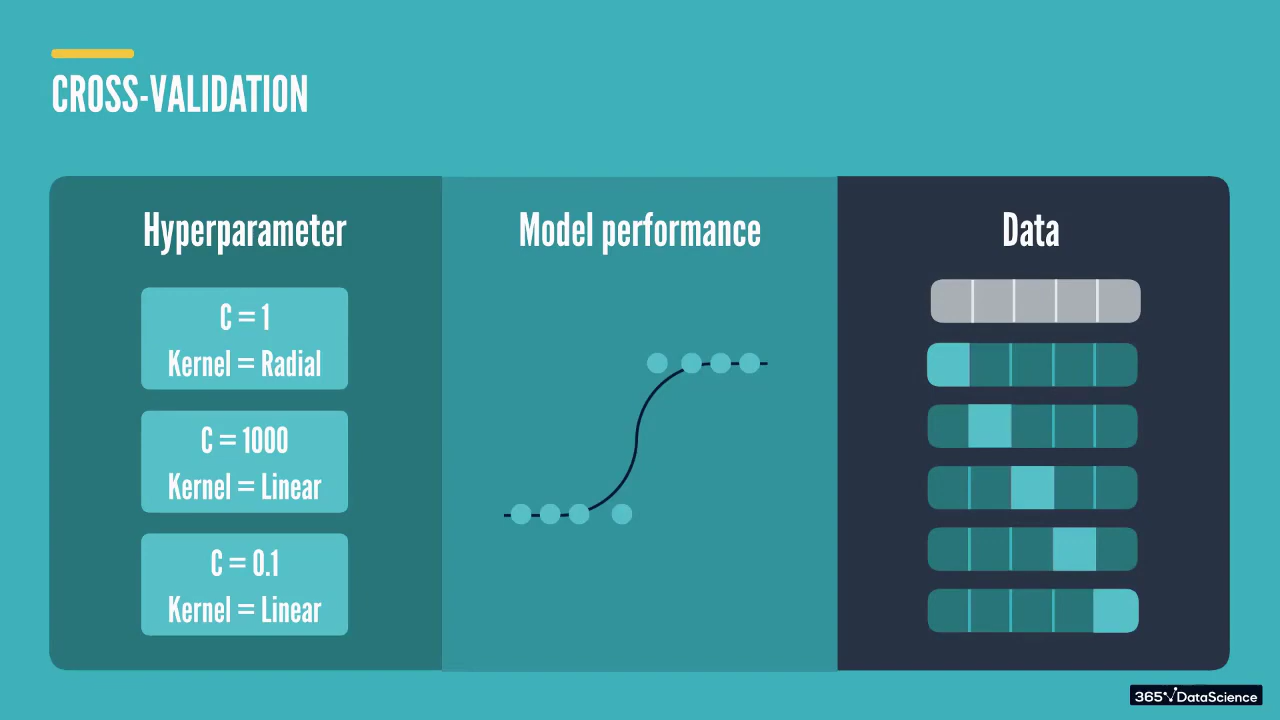 CROSS-VALIDATION
Hyperparameter
C = 1
Kernel = Radial
C = 1000
Kernel = Linear
C = 0.1
Kernel = Linear
Model performance
Data
365 DataScience